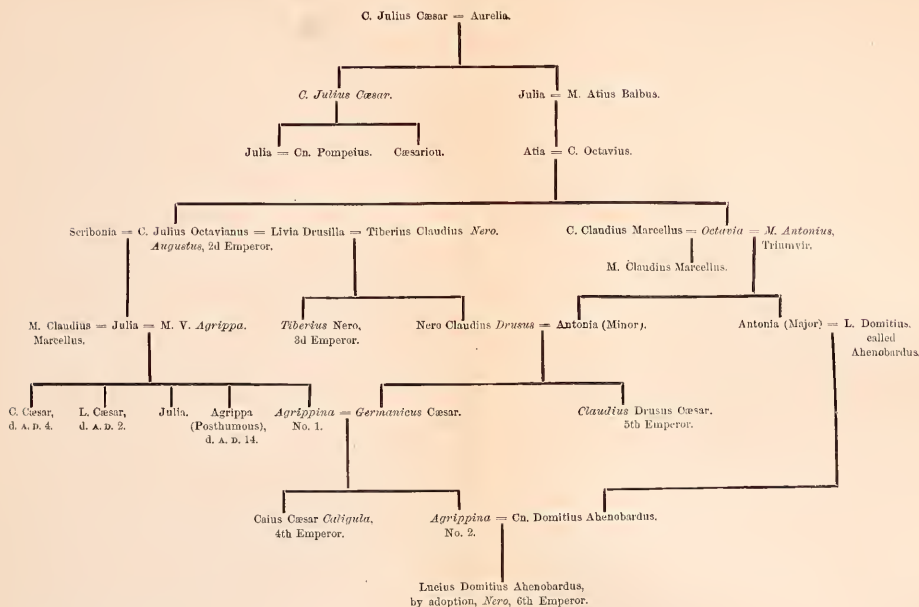 C. Julius Cæsar = Aurelia.
C. Julius Cæsar.
Julia = M. Atius Balbus.
Julia = Cn. Pompeius.
Cæsariou.
Atia = C. Octavius.
Scribonia = C. Julius Octavianus = Livia Drusilla = Tiberius Claudius Nero.
Augustus, 2d Emperor.
C. Claudius Marcellus = Octavia = M. Antonius,
Triumvir.
M. Claudius Marcellus.
M. Claudius = Julia = M. V. Agrippa.
Marcellus.
Tiberius Nero,
3d Emperor.
Nero Claudius Drusus = Antonia (Minor).
Antonia (Major) = L. Domitius.
called
Ahenobardus.
C. Cæsar,
d. A. D. 4.
L. Cæsar,
d. A. D. 2.
Julia.
Agrippa
(Posthumous),
d. A. D. 14.
Agrippina = Germanicus Cæsar.
No. 1.
Claudius Drusus Cæsar.
5th Emperor.
Caius Cæsar Caligula,
4th Emperor.
Agrippina = Cn. Domitius Ahenobardus.
No. 2.
Lucius Domitius Ahenobardus,
by adoption, Nero, 6th Emperor.